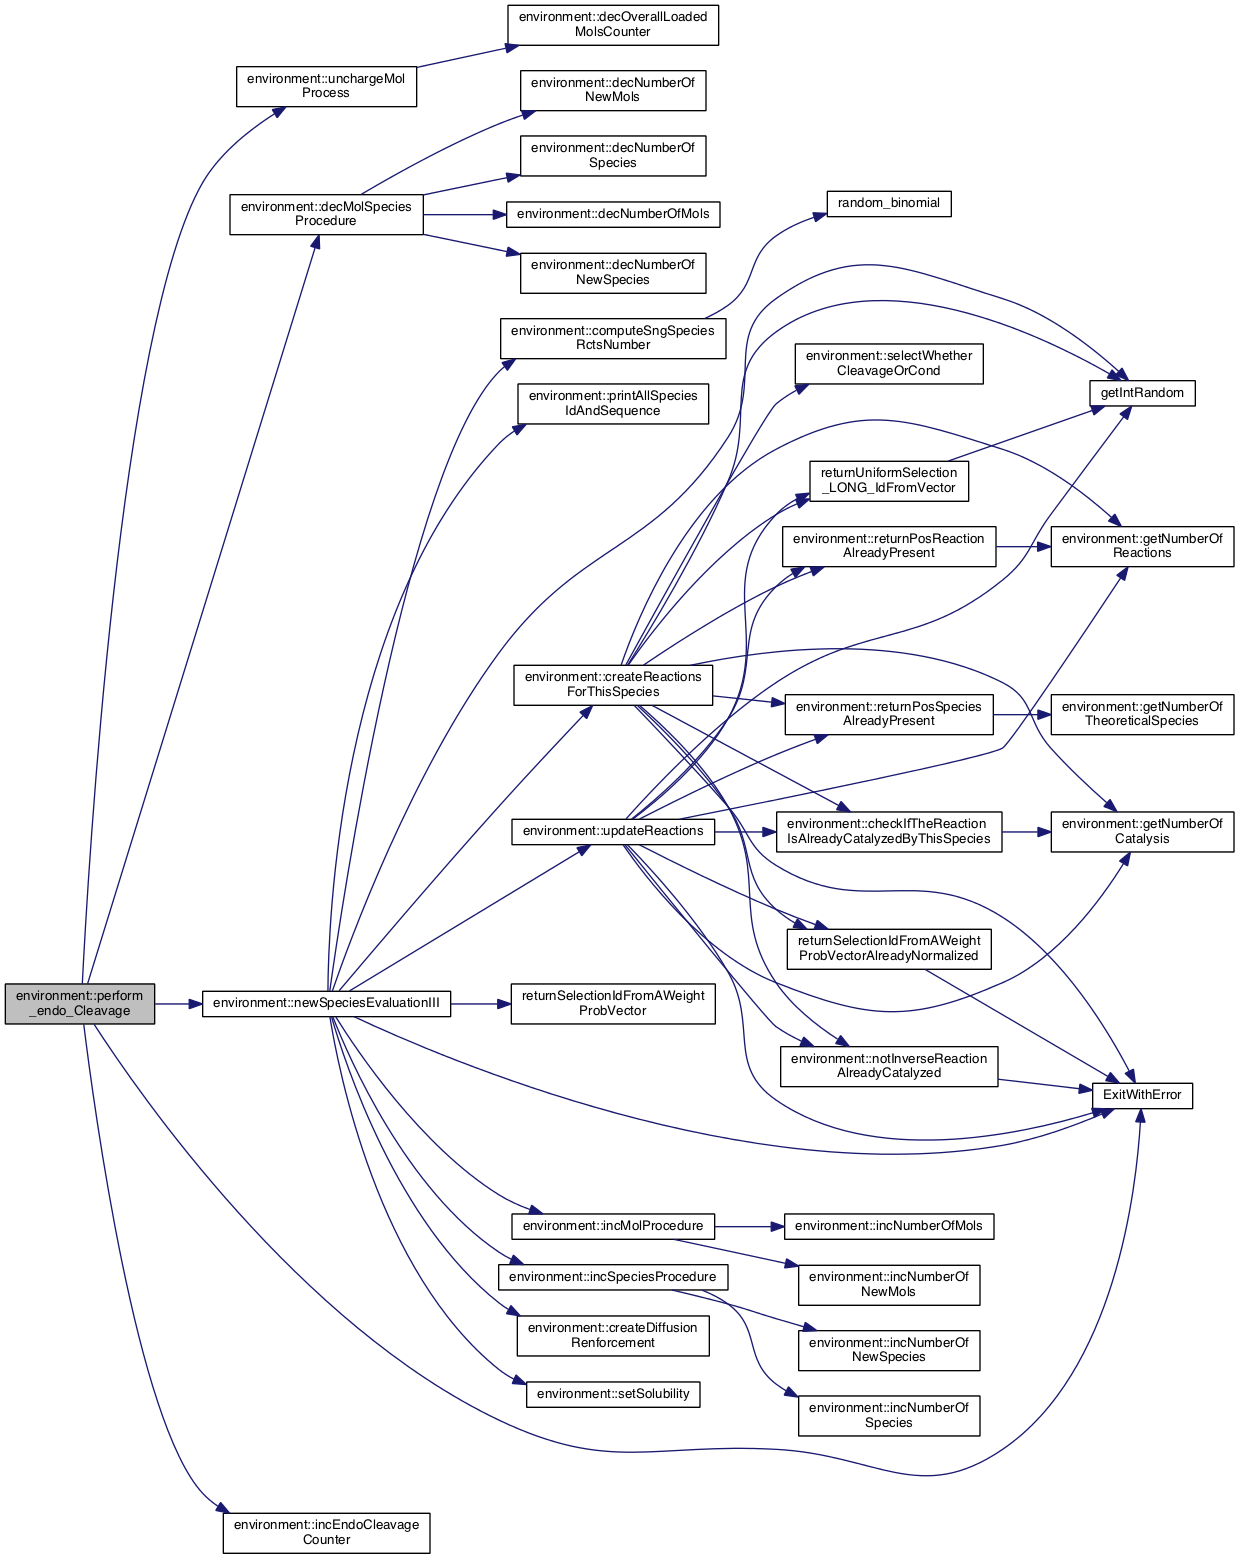 environment::decOverallLoaded
MolsCounter
environment::unchargeMol
Process
environment::decNumberOf
NewMols
environment::decNumberOf
Species
environment::decMolSpecies
Procedure
environment::decNumberOfMols
random_binomial
environment::decNumberOf
NewSpecies
environment::computeSngSpecies
RctsNumber
environment::selectWhether
CleavageOrCond
environment::printAllSpecies
IdAndSequence
getIntRandom
returnUniformSelection
_LONG_IdFromVector
environment::returnPosReaction
AlreadyPresent
environment::getNumberOf
Reactions
environment::createReactions
ForThisSpecies
environment::returnPosSpecies
AlreadyPresent
environment::getNumberOf
TheoreticalSpecies
environment::updateReactions
environment::checkIfTheReaction
IsAlreadyCatalyzedByThisSpecies
environment::getNumberOf
Catalysis
returnSelectionIdFromAWeight
ProbVectorAlreadyNormalized
environment::perform
_endo_Cleavage
environment::newSpeciesEvaluationIII
returnSelectionIdFromAWeight
ProbVector
environment::notInverseReaction
AlreadyCatalyzed
ExitWithError
environment::incMolProcedure
environment::incNumberOfMols
environment::incSpeciesProcedure
environment::incNumberOf
NewMols
environment::createDiffusion
Renforcement
environment::incNumberOf
NewSpecies
environment::setSolubility
environment::incNumberOf
Species
environment::incEndoCleavage
Counter